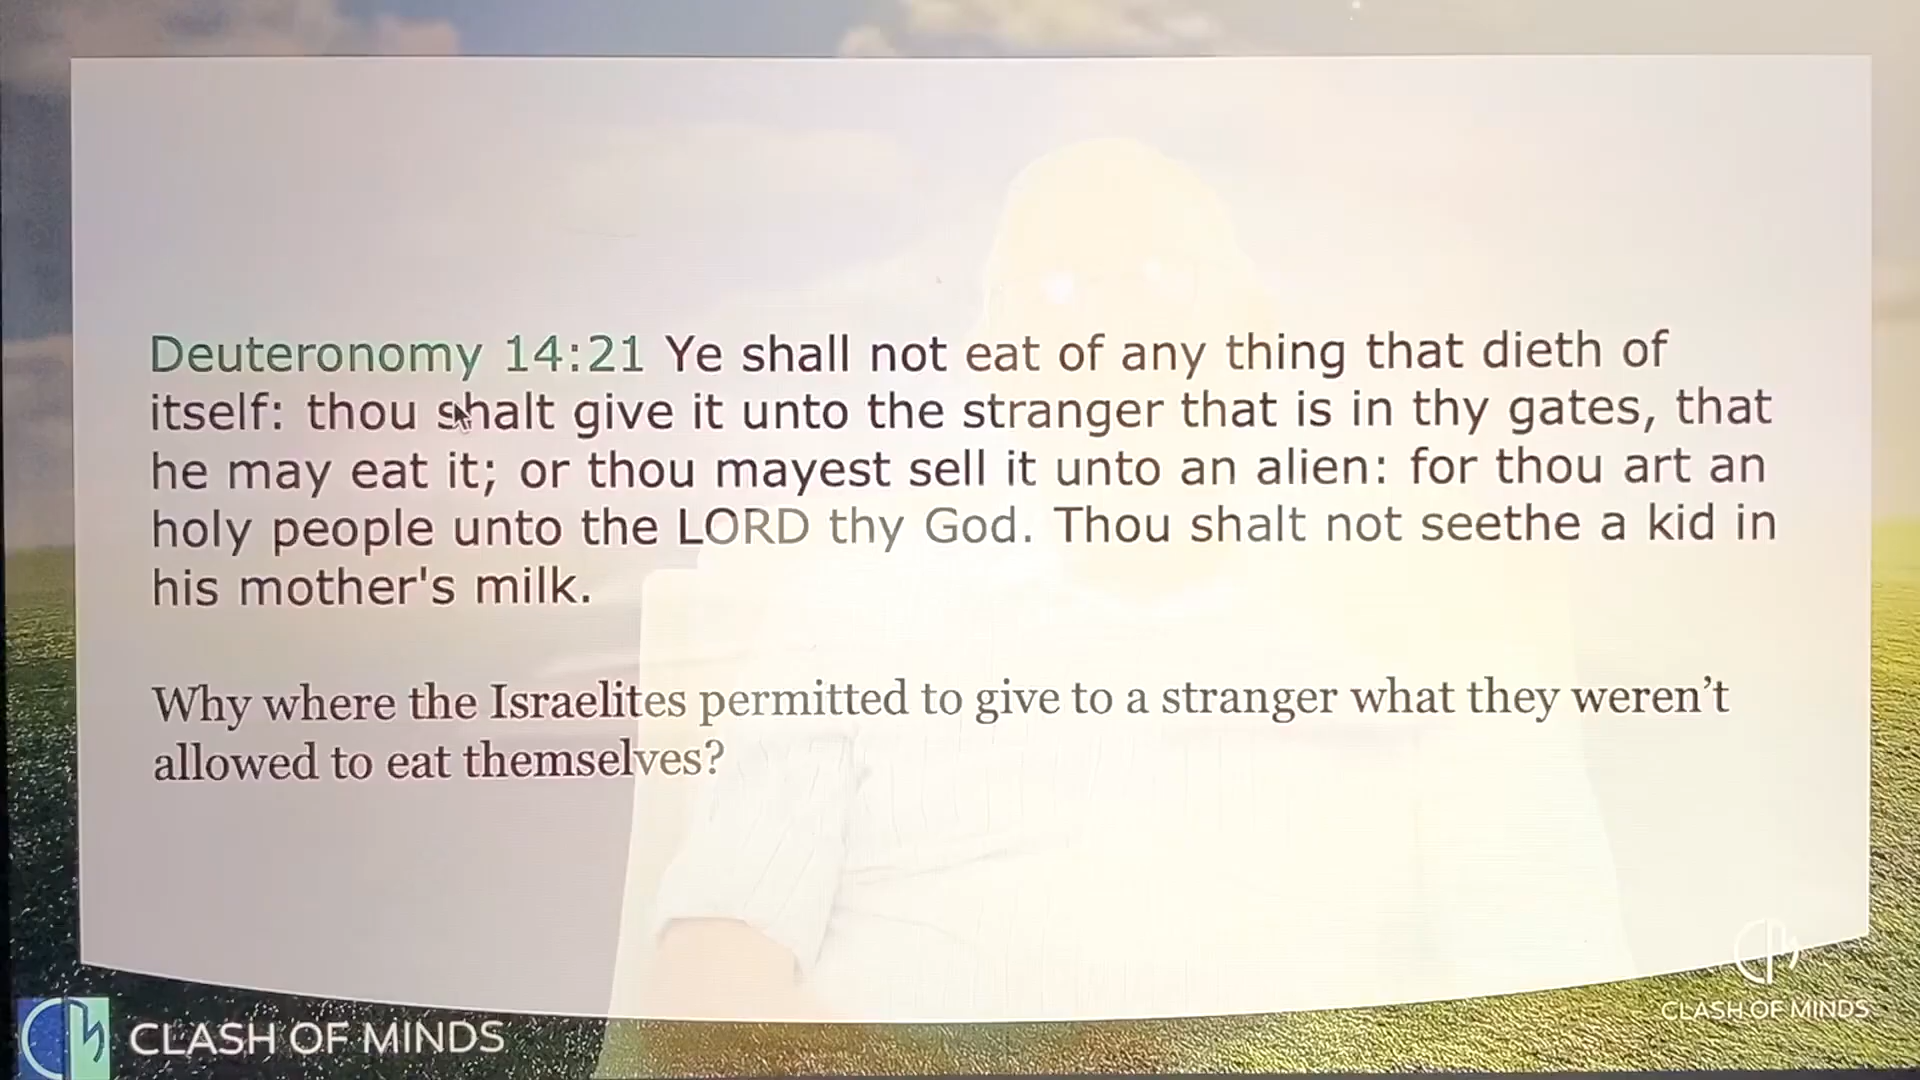 Deuteronomy 14:21 Ye shall not eat of any thing that dieth of
itself: thou shalt give it unto the stranger that is in thy gates, that
he may eat it; or thou mayest sell it unto an alien: for thou art an
holy people unto the LORD thy God. Thou shalt not seethe a kid in
his mother's milk.
Why where the Israelites permitted to give to a stranger what they weren't
allowed to eat themselves?
CLASH OF MINDS
CLASH OF MINDS